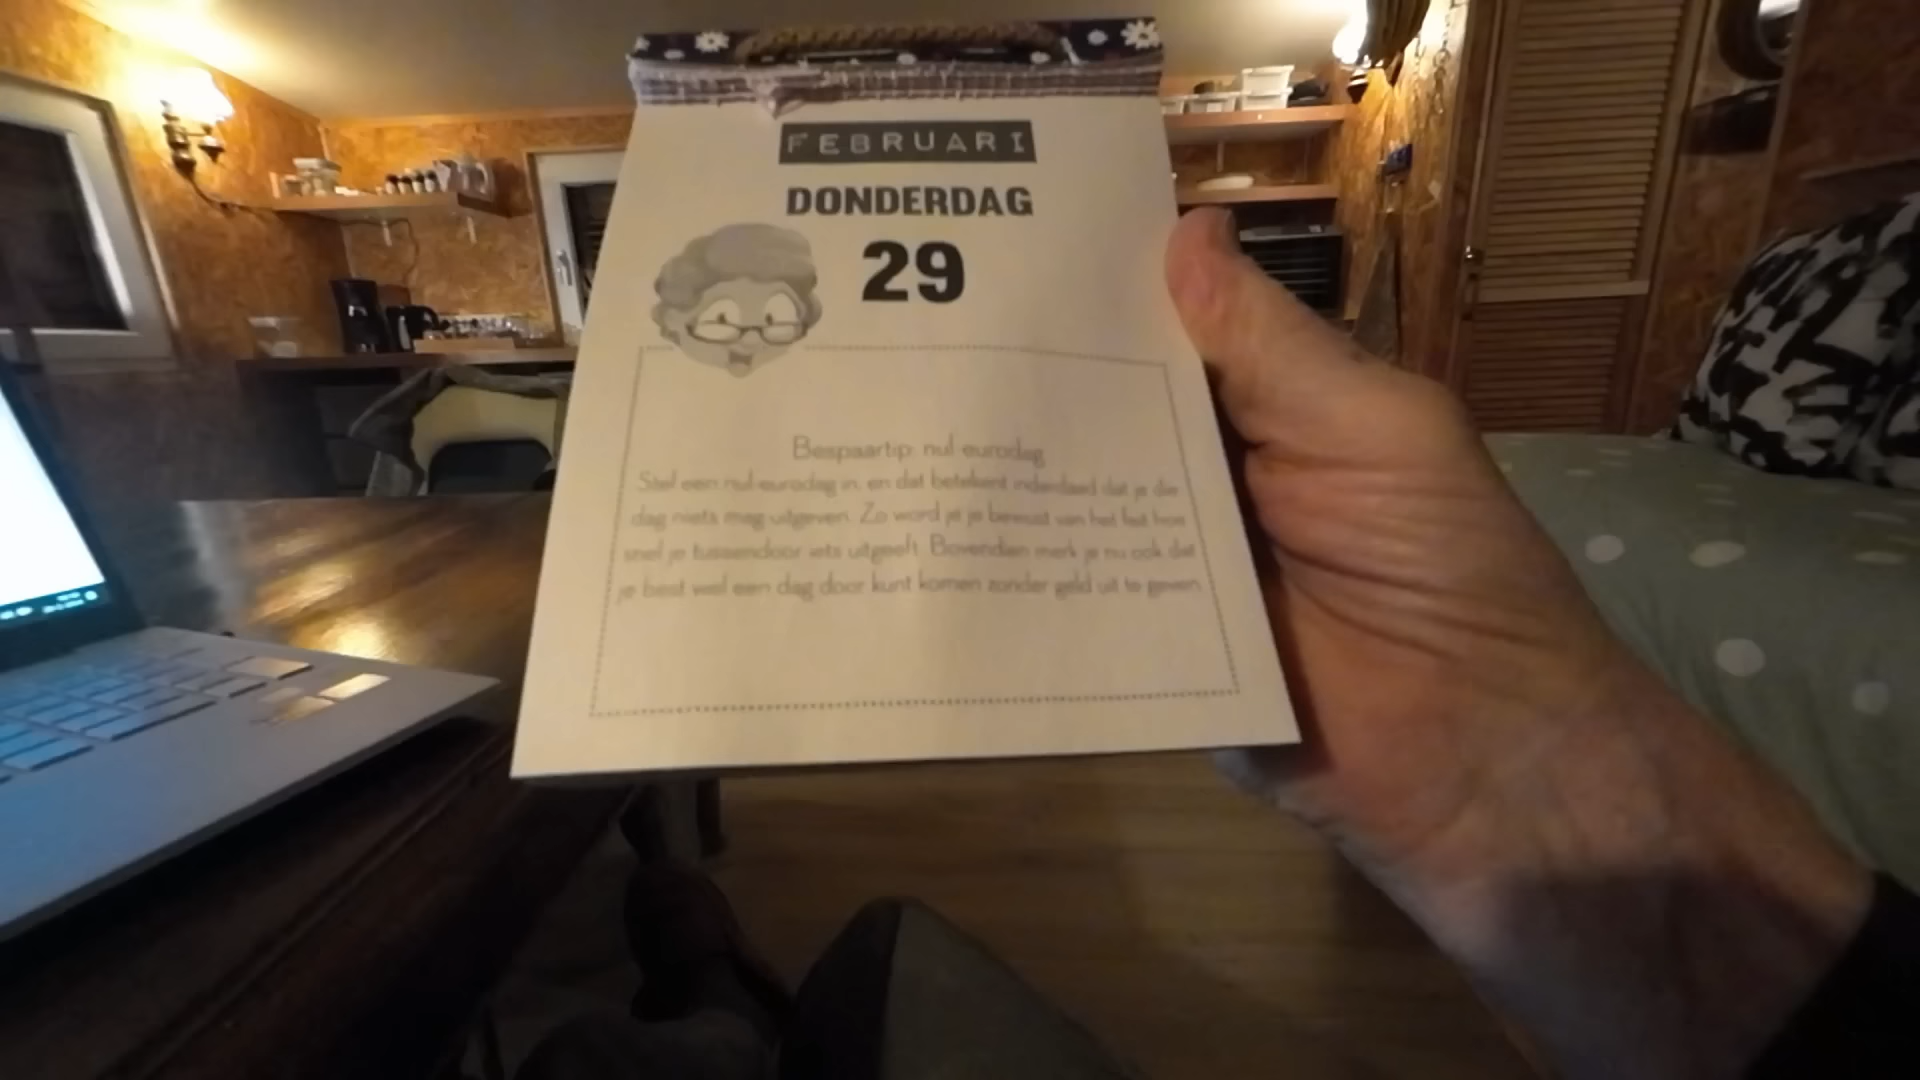 FEBRUARI
DONDERDAG
29
Bespaartip: nul-eurodag
Stel een nul-eurodag in, en dat betekent inderdaad dat je die
dag niets mag uitgeven. Zo word je je bewust van het feit hoe
snel je tussendoor iets uitgeeft. Bovendien merk je nu ook dat
je best wel een dag door kunt komen zonder geld uit te geven.